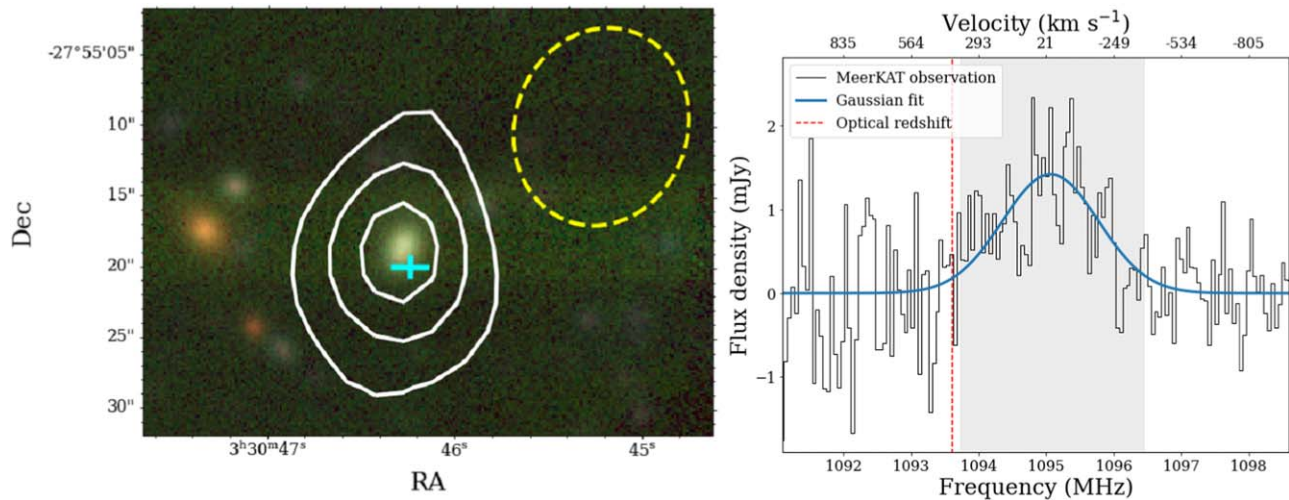 -27°55'05"
10"
15"
20"
25"
30"
Dec
3ʰ30ᵐ47ˢ
46ˢ
45ˢ
RA
Velocity (km s⁻¹)
835 564 293 21 -249 -534 -805
MeerKAT observation
Gaussian fit
Optical redshift
2
1
0
−1
Flux density (mJy)
1092 1093 1094 1095 1096 1097 1098
Frequency (MHz)